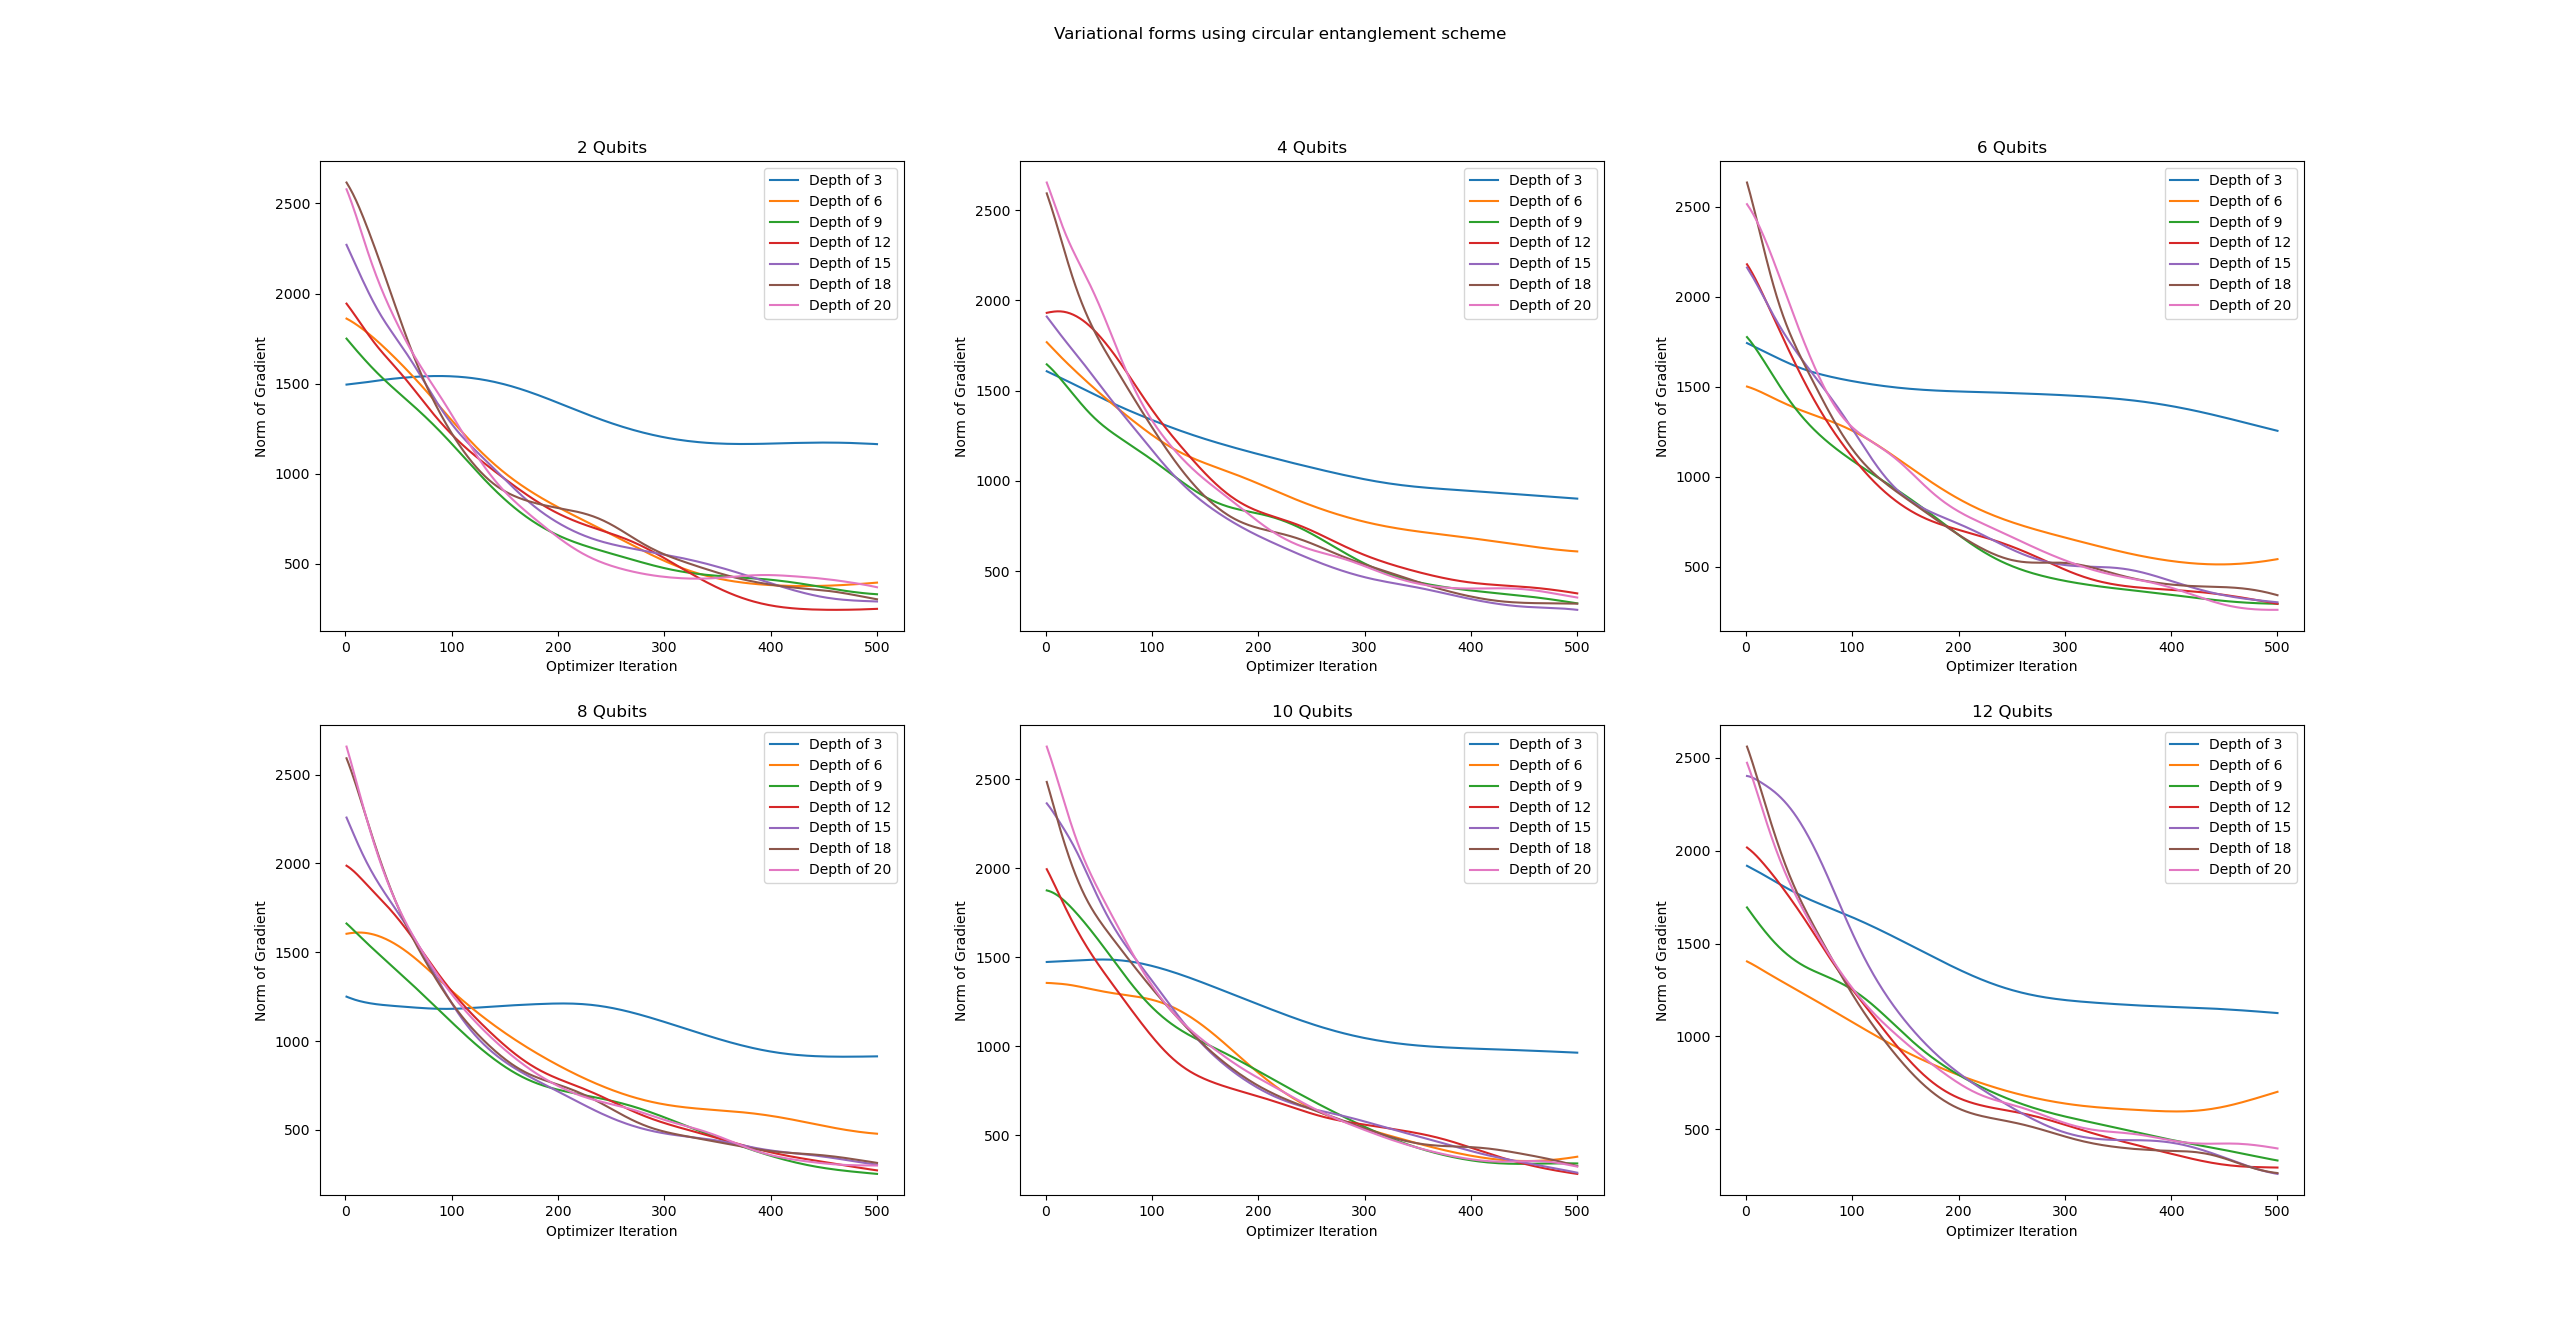 Variational forms using circular entanglement scheme
2 Qubits
Norm of Gradient
2500
2000
1500
1000
500
0 100 200 300 400 500
Optimizer Iteration
Depth of 3
Depth of 6
Depth of 9
Depth of 12
Depth of 15
Depth of 18
Depth of 20
4 Qubits
Norm of Gradient
2500
2000
1500
1000
500
0 100 200 300 400 500
Optimizer Iteration
Depth of 3
Depth of 6
Depth of 9
Depth of 12
Depth of 15
Depth of 18
Depth of 20
6 Qubits
Norm of Gradient
2500
2000
1500
1000
500
0 100 200 300 400 500
Optimizer Iteration
Depth of 3
Depth of 6
Depth of 9
Depth of 12
Depth of 15
Depth of 18
Depth of 20
8 Qubits
Norm of Gradient
2500
2000
1500
1000
500
0 100 200 300 400 500
Optimizer Iteration
Depth of 3
Depth of 6
Depth of 9
Depth of 12
Depth of 15
Depth of 18
Depth of 20
10 Qubits
Norm of Gradient
2500
2000
1500
1000
500
0 100 200 300 400 500
Optimizer Iteration
Depth of 3
Depth of 6
Depth of 9
Depth of 12
Depth of 15
Depth of 18
Depth of 20
12 Qubits
Norm of Gradient
2500
2000
1500
1000
500
0 100 200 300 400 500
Optimizer Iteration
Depth of 3
Depth of 6
Depth of 9
Depth of 12
Depth of 15
Depth of 18
Depth of 20